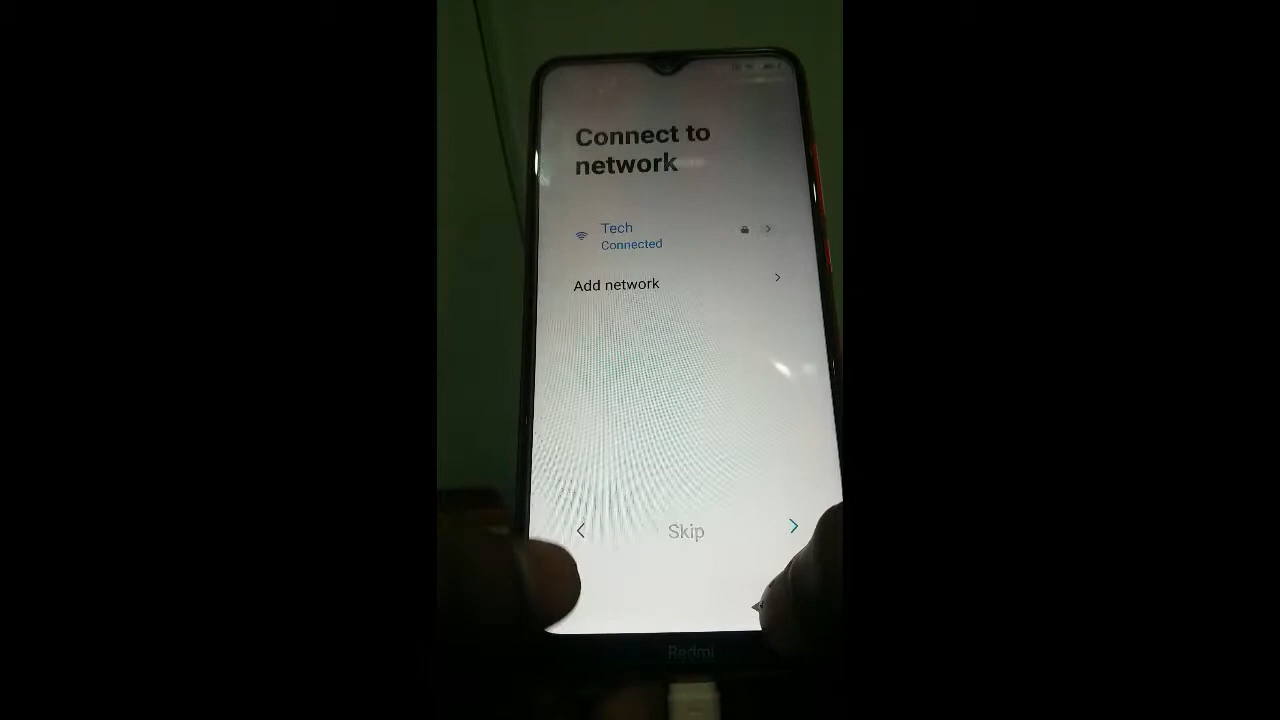 Connect to
network
Tech
Connected
Add network
Skip
Redmi